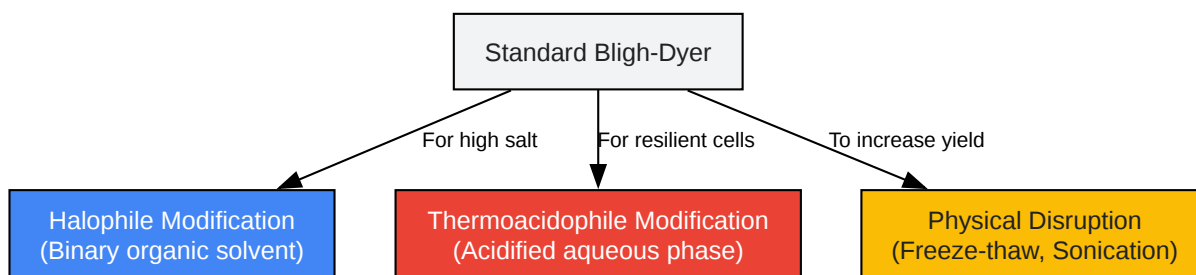 Standard Bligh-Dyer
For high salt
For resilient cells
To increase yield
Halophile Modification
(Binary organic solvent)
Thermoacidophile Modification
(Acidified aqueous phase)
Physical Disruption
(Freeze-thaw, Sonication)